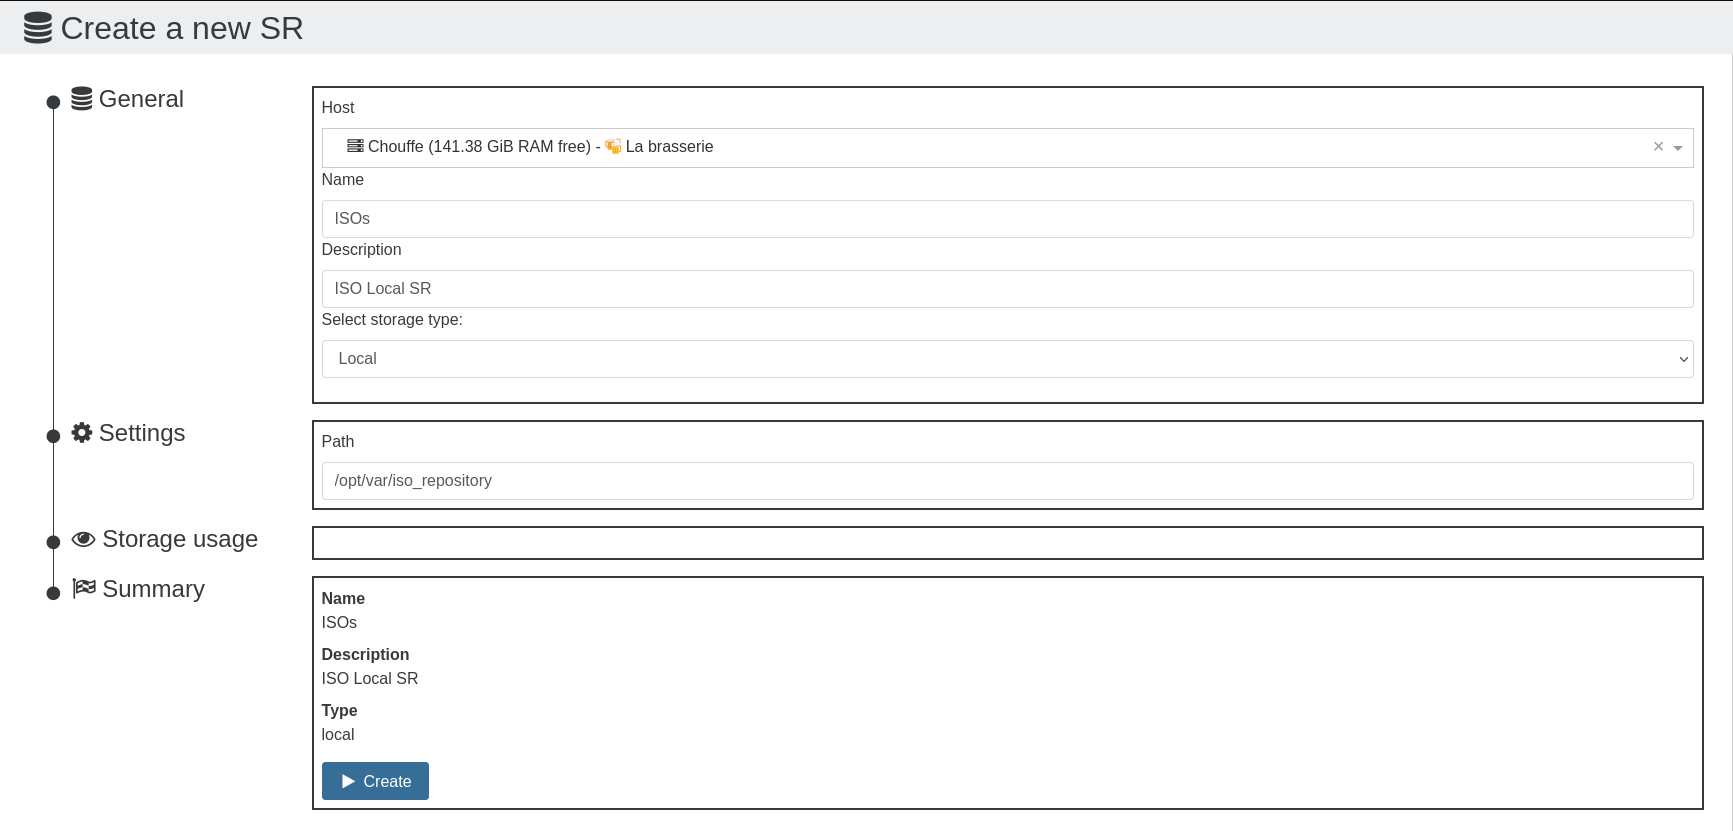 Create a new SR
General
Host
Chouffe (141.38 GiB RAM free) - 🍻 La brasserie
Name
ISOs
Description
ISO Local SR
Select storage type:
Local
Settings
Path
/opt/var/iso_repository
Storage usage
Summary
Name
ISOs
Description
ISO Local SR
Type
local
Create